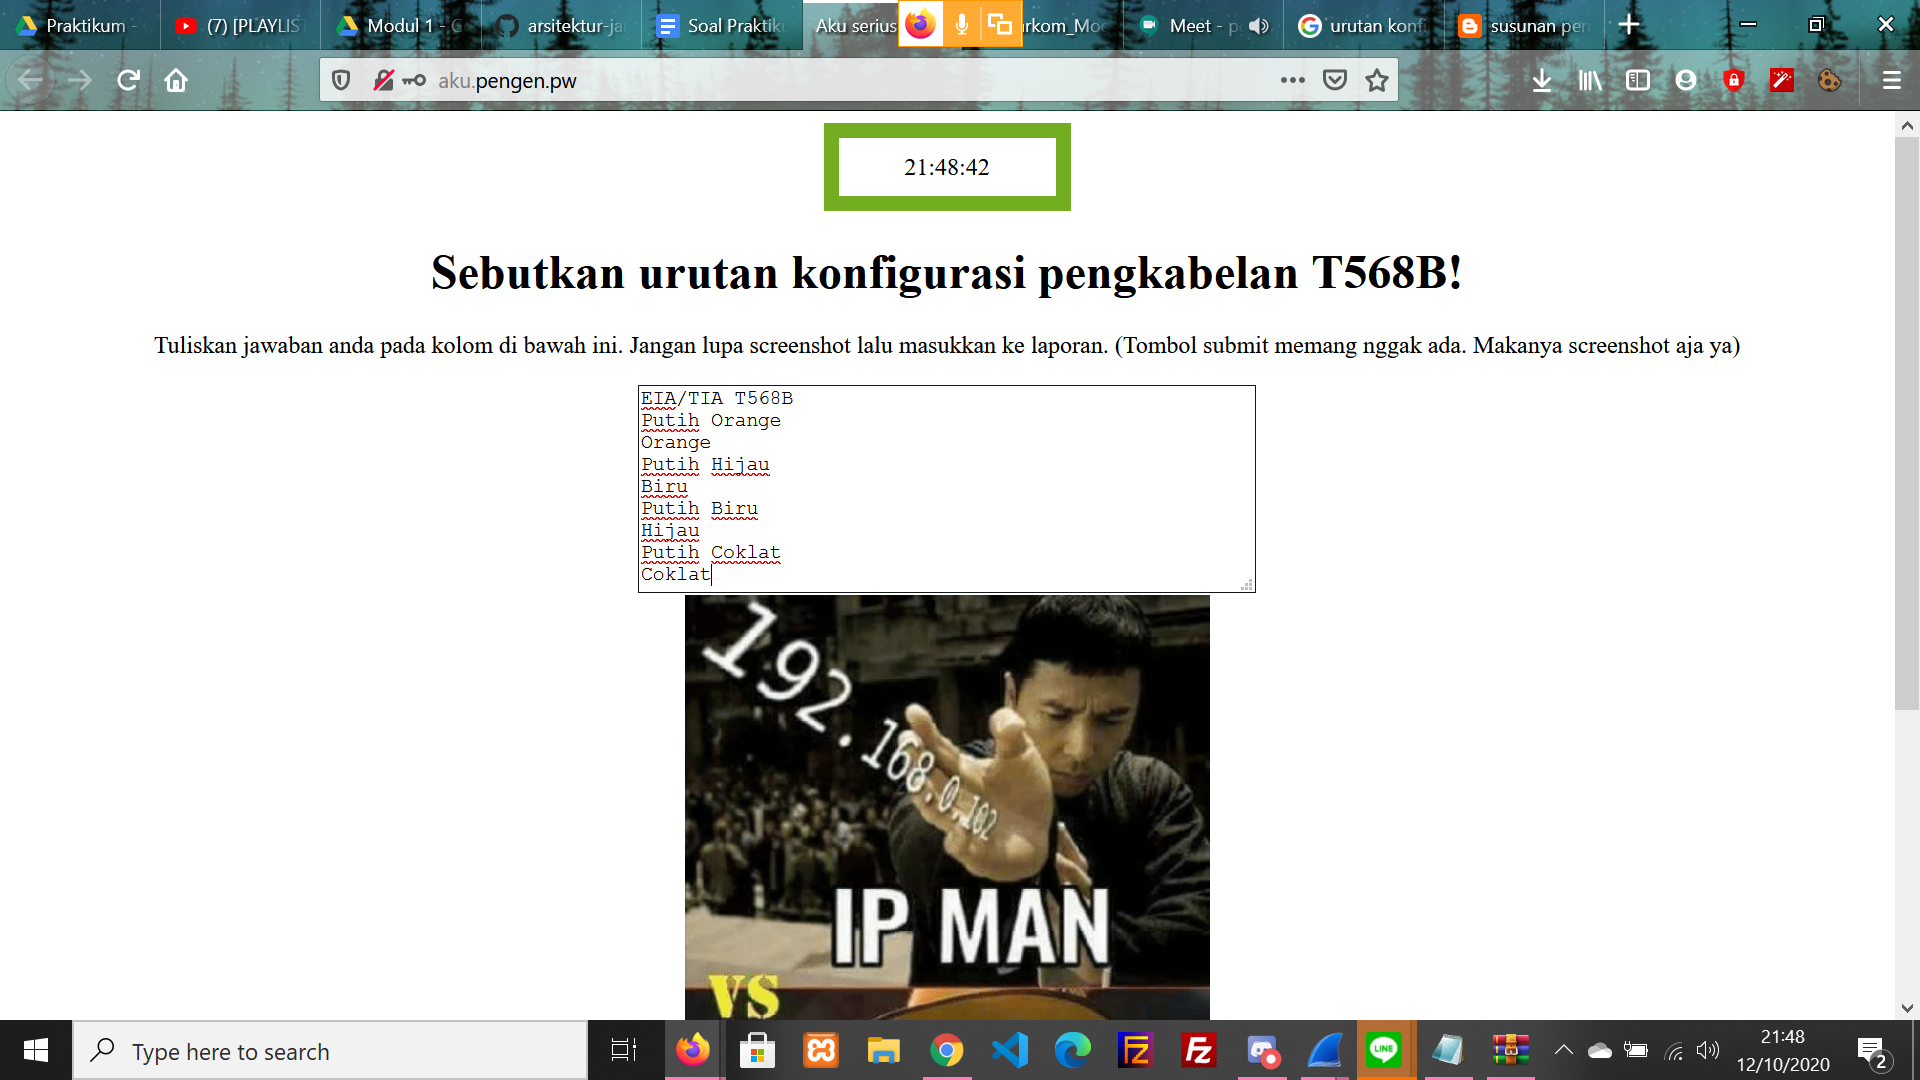 Praktikum -
(7) [PLAYLIS
Modul 1 - G
arsitektur-ja
Soal Praktik
Aku serius
arkom_Mo
Meet - p
urutan konf
susunan pen
aku.pengen.pw
21:48:42
Sebutkan urutan konfigurasi pengkabelan T568B!
Tuliskan jawaban anda pada kolom di bawah ini. Jangan lupa screenshot lalu masukkan ke laporan. (Tombol submit memang nggak ada. Makanya screenshot aja ya)
EIA/TIA T568B
Putih Orange
Orange
Putih Hijau
Biru
Putih Biru
Hijau
Putih Coklat
Coklat
192.168.0.102
IP MAN
VS
Type here to search
LINE
21:48
12/10/2020
2